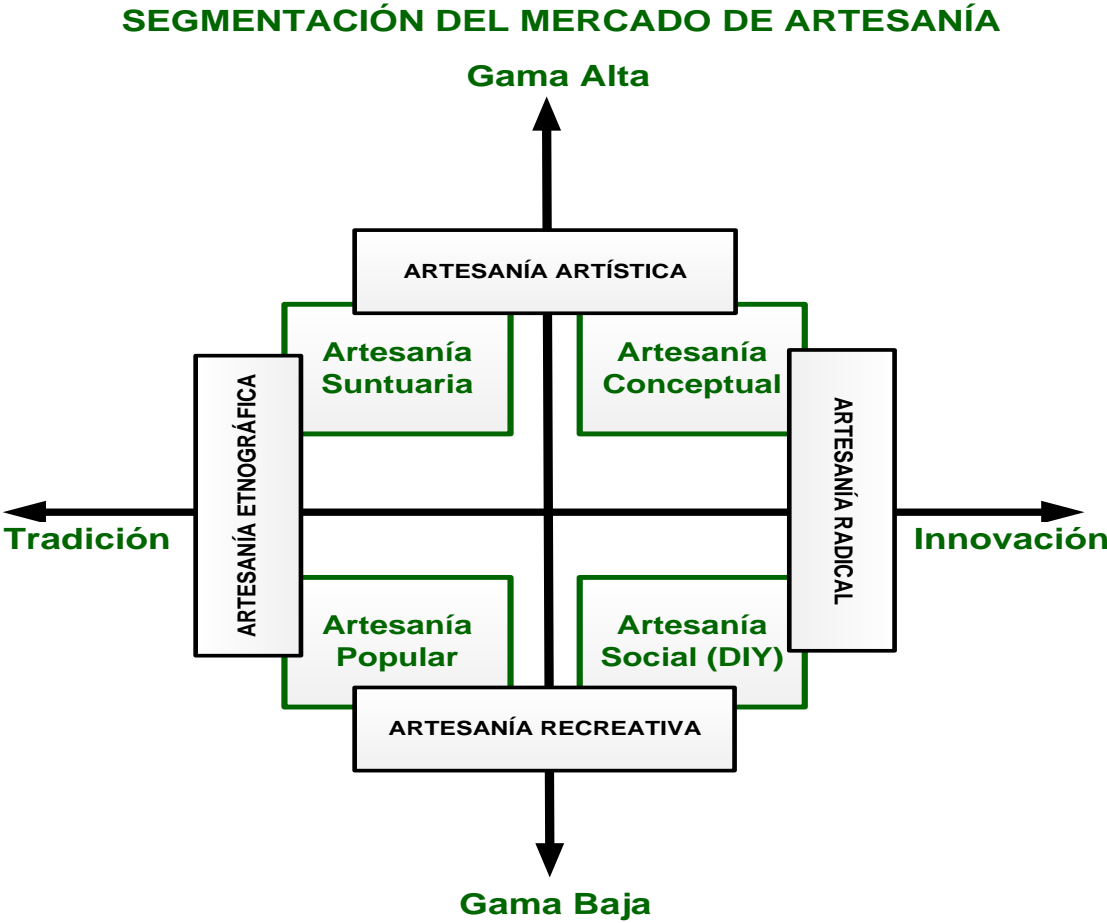 SEGMENTACIÓN DEL MERCADO DE ARTESANÍA
Gama Alta
ARTESANÍA ARTÍSTICA
Artesanía
Suntuaria
Artesanía
Conceptual
ARTESANÍA ETNOGRÁFICA
ARTESANÍA RADICAL
Tradición
Innovación
Artesanía
Popular
Artesanía
Social (DIY)
ARTESANÍA RECREATIVA
Gama Baja